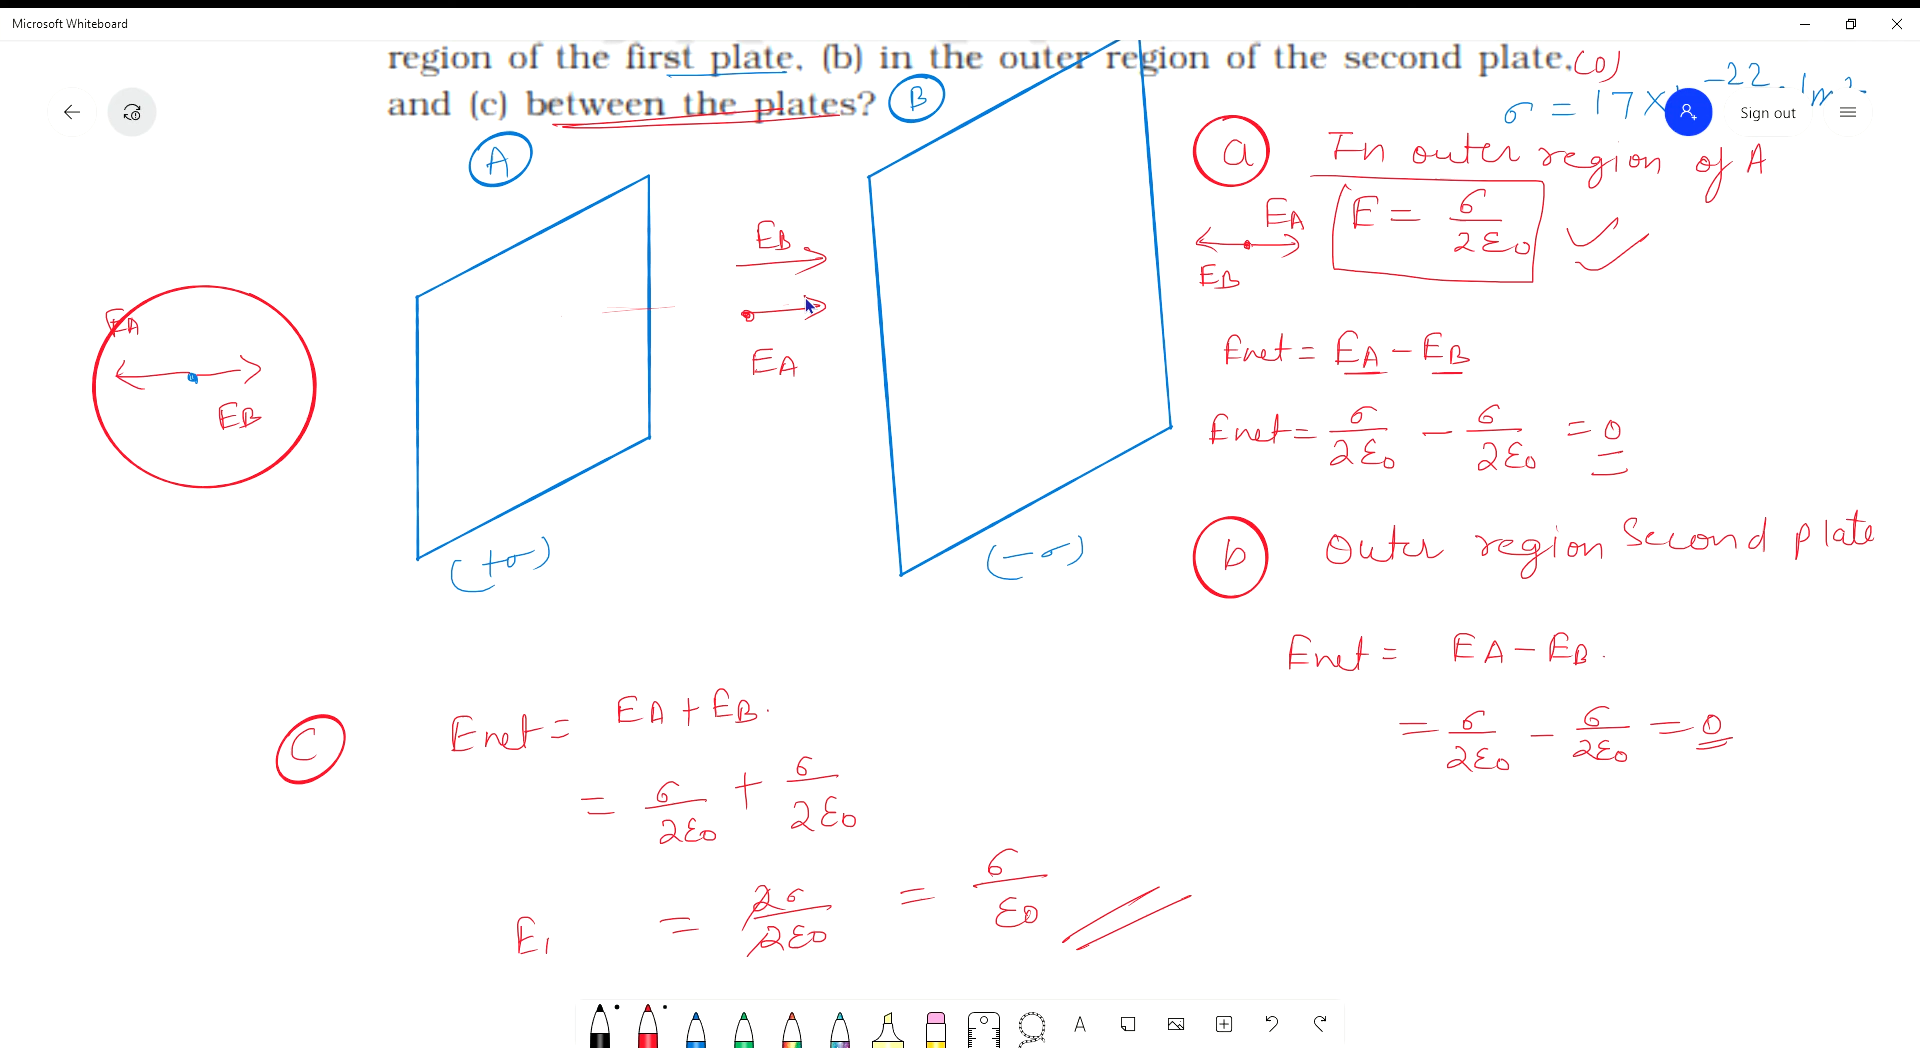 Microsoft Whiteboard
region of the first plate, (b) in the outer region of the second plate,
and (c) between the plates?
σ = 17 X
-22
Sign out
A
B
EB
EA
EA
EB
(+σ)
(-σ)
a In outer region of A
EA
EB
E = σ/2ε0
Enet = EA - EB
Enet = σ/2ε0 - σ/2ε0 = 0
b Outer region Second plate
Enet = EA - EB.
= σ/2ε0 - σ/2ε0 = 0
C Enet = EA + EB.
= σ/2ε0 + σ/2ε0
E1 = 2σ/2ε0 = σ/ε0
A